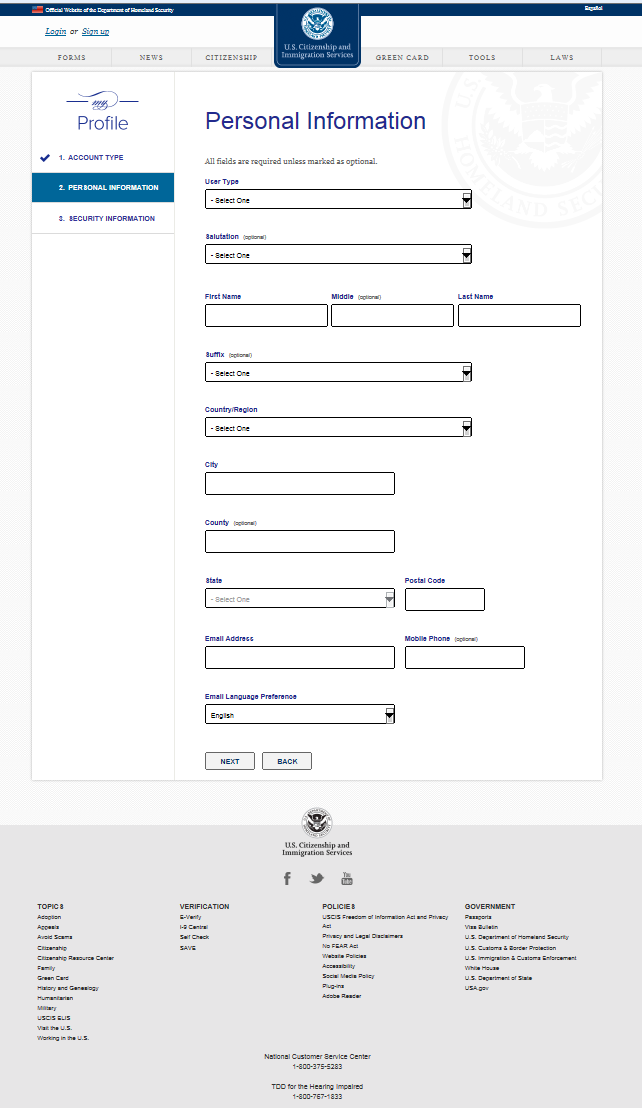 Official Website of the Department of Homeland Security
Español
Login or Sign up
U.S. Citizenship and
Immigration Services
FORMS
NEWS
CITIZENSHIP
GREEN CARD
TOOLS
LAWS
my
Profile
1. ACCOUNT TYPE
2. PERSONAL INFORMATION
3. SECURITY INFORMATION
Personal Information
All fields are required unless marked as optional.
User Type
- Select One
Salutation (optional)
- Select One
First Name
Middle (optional)
Last Name
Suffix (optional)
- Select One
Country/Region
- Select One
City
County (optional)
State
Postal Code
- Select One
Email Address
Mobile Phone (optional)
Email Language Preference
English
NEXT
BACK
U.S. Citizenship and
Immigration Services
You
Tube
TOPICS
Adoption
Appeals
Avoid Scams
Citizenship
Citizenship Resource Center
Family
Green Card
History and Genealogy
Humanitarian
Military
USCIS ELIS
Visit the U.S.
Working in the U.S.
VERIFICATION
E-Verify
I-9 Central
Self Check
SAVE
POLICIES
USCIS Freedom of Information Act and Privacy
Act
Privacy and Legal Disclaimers
No FEAR Act
Website Policies
Accessibility
Social Media Policy
Plug-ins
Adobe Reader
GOVERNMENT
Passports
Visa Bulletin
U.S. Department of Homeland Security
U.S. Customs & Border Protection
U.S. Immigration & Customs Enforcement
White House
U.S. Department of State
USA.gov
National Customer Service Center
1-800-375-5283
TDD for the Hearing Impaired
1-800-767-1833